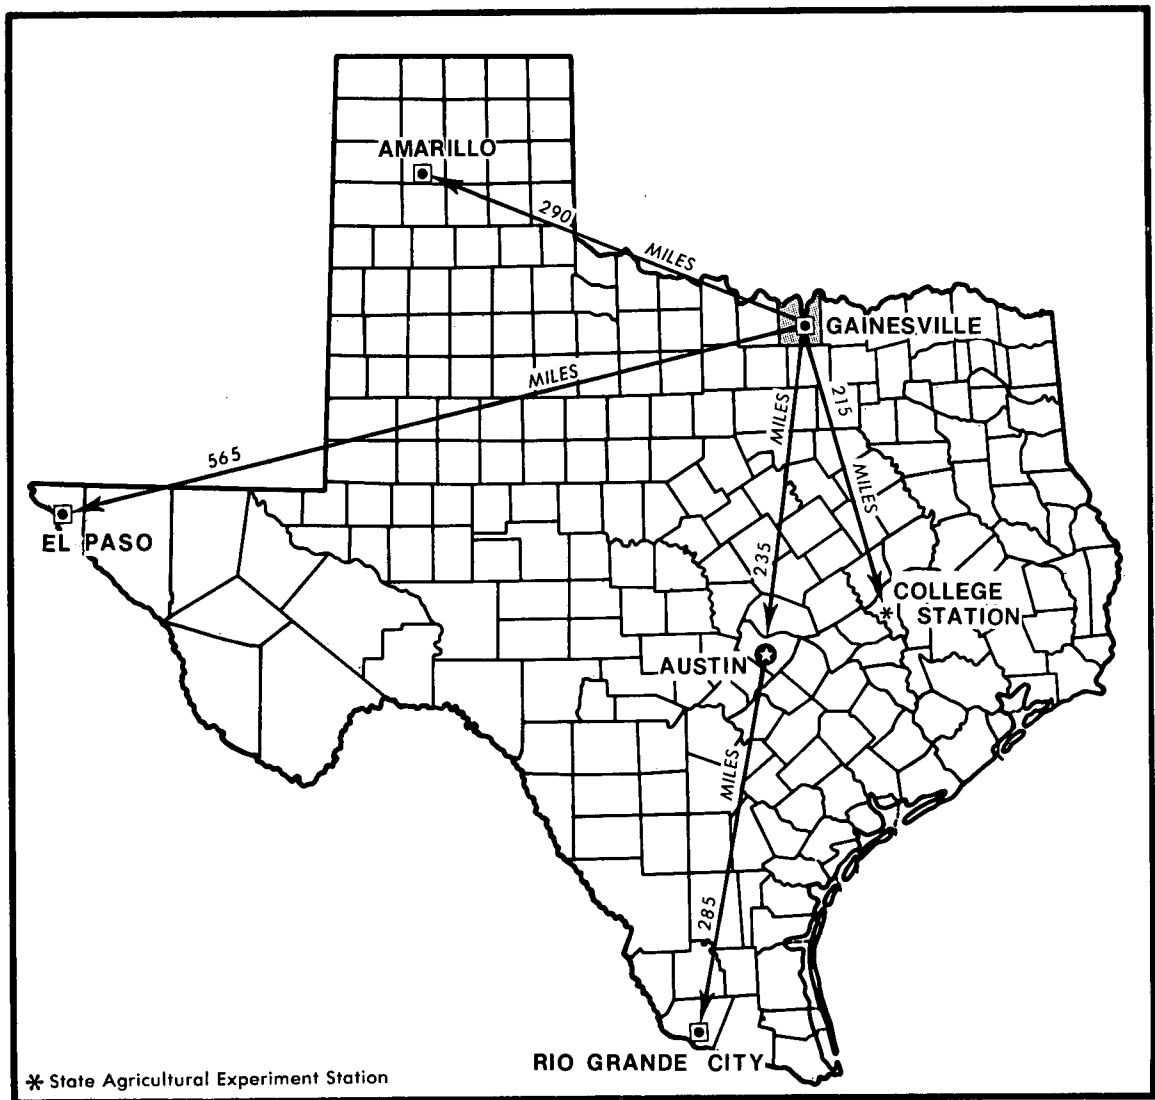 AMARILLO
290
MILES
GAINESVILLE
MILES
565
EL PASO
MILES
235
215
MILES
COLLEGE
* STATION
AUSTIN
MILES
285
RIO GRANDE CITY
* State Agricultural Experiment Station